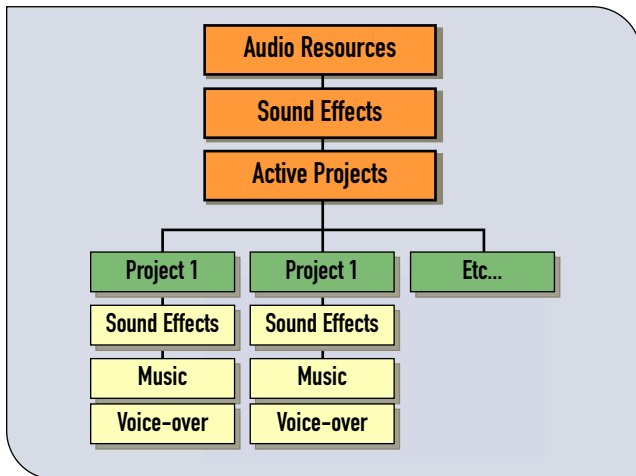 Audio Resources
Sound Effects
Active Projects
Project 1
Project 1
Etc...
Sound Effects
Sound Effects
Music
Music
Voice-over
Voice-over